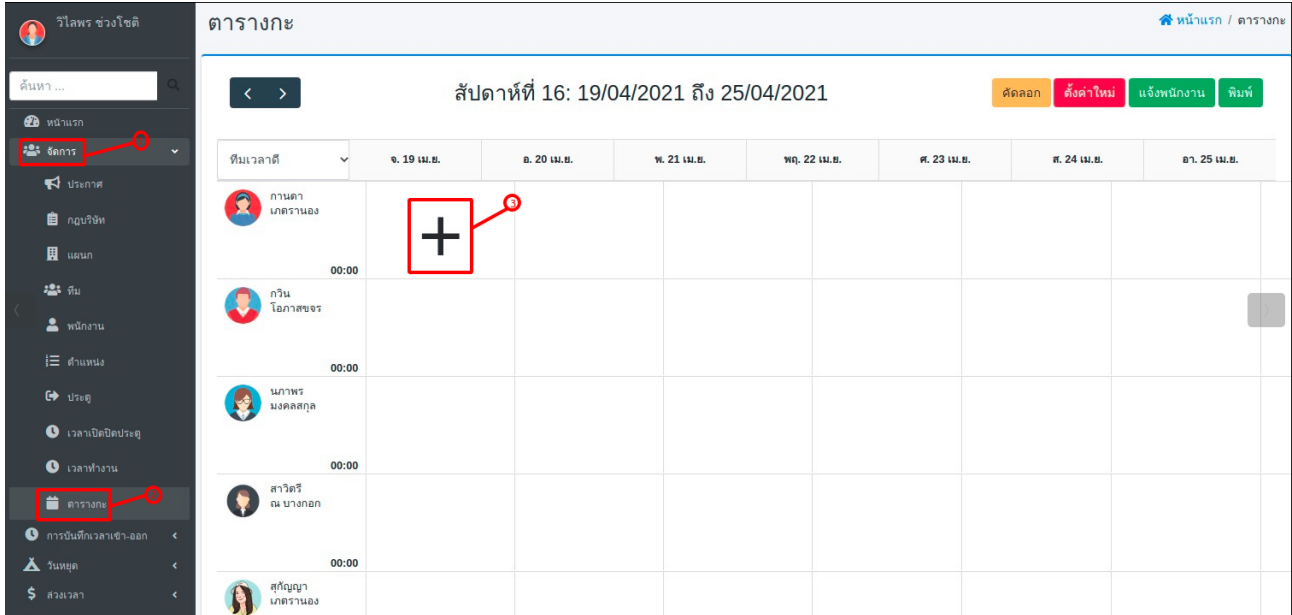 วิไลพร ช่วงโชติ
ตารางกะ
หน้าแรก / ตารางกะ
ค้นหา ...
หน้าแรก
จัดการ
ประกาศ
กฎบริษัท
แผนก
ทีม
พนักงาน
ตำแหน่ง
ประตู
เวลาเปิดปิดประตู
เวลาทำงาน
ตารางกะ
การบันทึกเวลาเข้า-ออก
วันหยุด
ล่วงเวลา
สัปดาห์ที่ 16: 19/04/2021 ถึง 25/04/2021
คัดลอก ตั้งค่าใหม่ แจ้งพนักงาน พิมพ์
ทีมเวลาดี จ. 19 เม.ย. อ. 20 เม.ย. พ. 21 เม.ย. พฤ. 22 เม.ย. ศ. 23 เม.ย. ส. 24 เม.ย. อา. 25 เม.ย.
กานดา
เภตรานอง
3
00:00
กวิน
โอภาสขจร
00:00
นภาพร
มงคลสกุล
00:00
สาวิตรี
ณ บางกอก
00:00
สุกัญญา
เภตรานอง